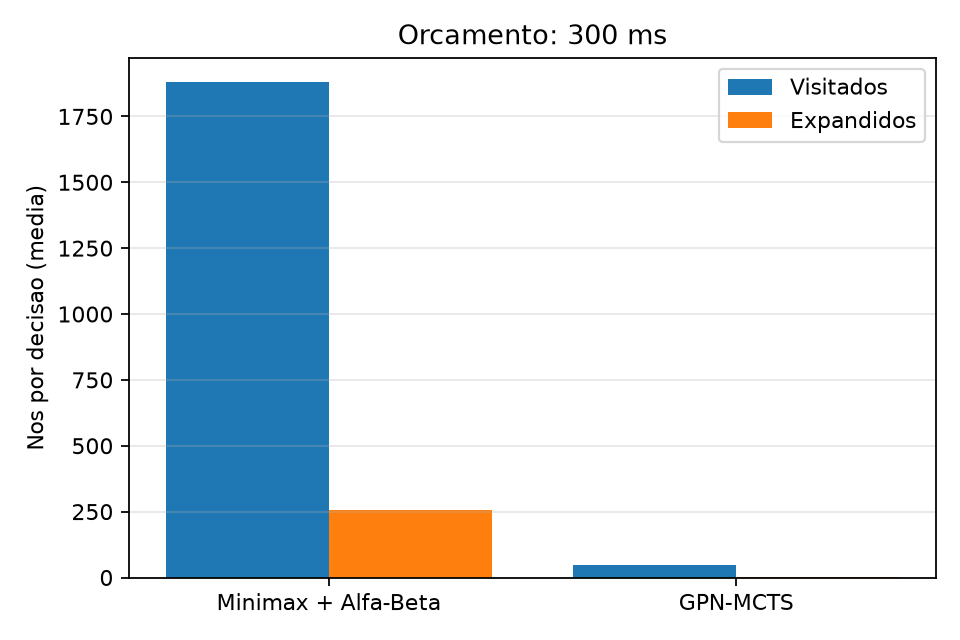 Orcamento: 300 ms
Visitados
Expandidos
Nos por decisao (media)
1750
1500
1250
1000
750
500
250
0
Minimax + Alfa-Beta
GPN-MCTS